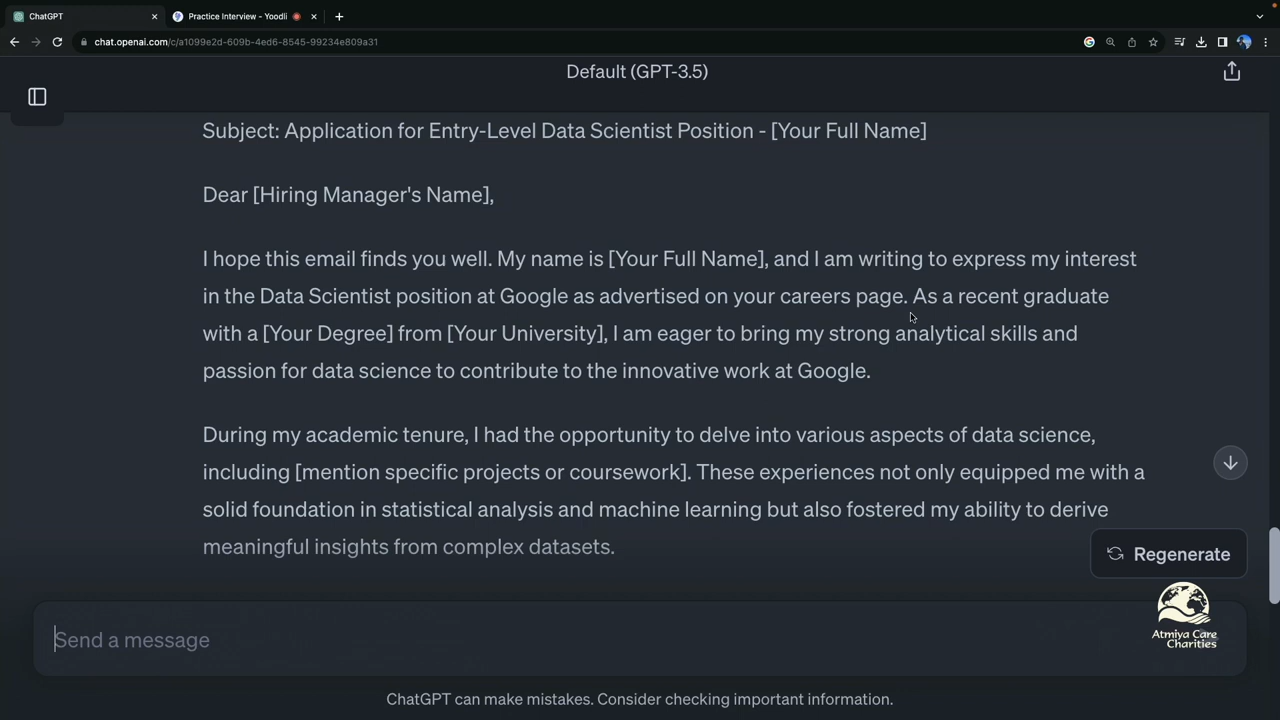 ChatGPT
Practice Interview - Yoodli
chat.openai.com/c/a1099e2d-609b-4ed6-8545-99234e809a31
Default (GPT-3.5)
Subject: Application for Entry-Level Data Scientist Position - [Your Full Name]
Dear [Hiring Manager's Name],
I hope this email finds you well. My name is [Your Full Name], and I am writing to express my interest
in the Data Scientist position at Google as advertised on your careers page. As a recent graduate
with a [Your Degree] from [Your University], I am eager to bring my strong analytical skills and
passion for data science to contribute to the innovative work at Google.
During my academic tenure, I had the opportunity to delve into various aspects of data science,
including [mention specific projects or coursework]. These experiences not only equipped me with a
solid foundation in statistical analysis and machine learning but also fostered my ability to derive
meaningful insights from complex datasets.
Regenerate
Send a message
Atmiya Care
Charities
ChatGPT can make mistakes. Consider checking important information.